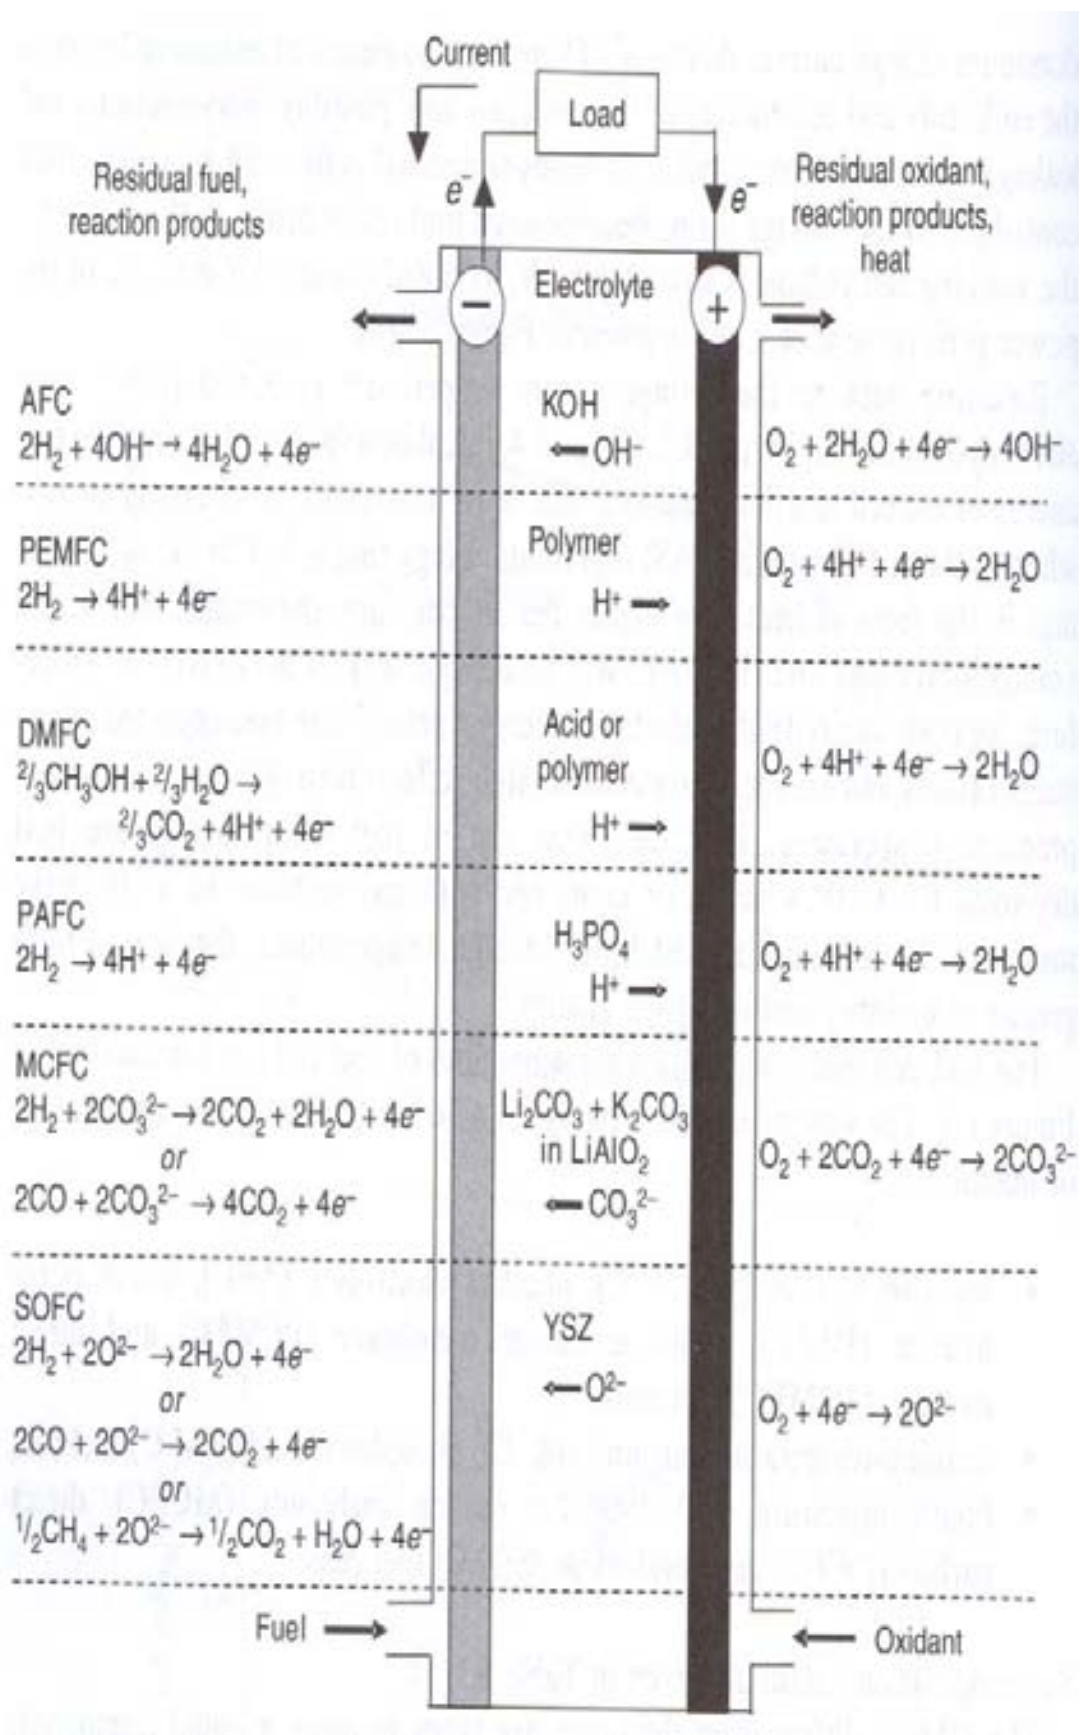 Current
Load
e⁻
e⁻
Residual fuel,
reaction products
Residual oxidant,
reaction products,
heat
Electrolyte
−
+
AFC
2H₂ + 4OH⁻ → 4H₂O + 4e⁻
KOH
← OH⁻
O₂ + 2H₂O + 4e⁻ → 4OH⁻
PEMFC
2H₂ → 4H⁺ + 4e⁻
Polymer
H⁺ →
O₂ + 4H⁺ + 4e⁻ → 2H₂O
DMFC
²/₃CH₃OH + ²/₃H₂O →
²/₃CO₂ + 4H⁺ + 4e⁻
Acid or
polymer
H⁺ →
O₂ + 4H⁺ + 4e⁻ → 2H₂O
PAFC
2H₂ → 4H⁺ + 4e⁻
H₃PO₄
H⁺ →
O₂ + 4H⁺ + 4e⁻ → 2H₂O
MCFC
2H₂ + 2CO₃²⁻ → 2CO₂ + 2H₂O + 4e⁻
or
2CO + 2CO₃²⁻ → 4CO₂ + 4e⁻
Li₂CO₃ + K₂CO₃
in LiAlO₂
← CO₃²⁻
O₂ + 2CO₂ + 4e⁻ → 2CO₃²⁻
SOFC
2H₂ + 2O²⁻ → 2H₂O + 4e⁻
or
2CO + 2O²⁻ → 2CO₂ + 4e⁻
or
¹/₂CH₄ + 2O²⁻ → ¹/₂CO₂ + H₂O + 4e⁻
YSZ
← O²⁻
O₂ + 4e⁻ → 2O²⁻
Fuel →
← Oxidant